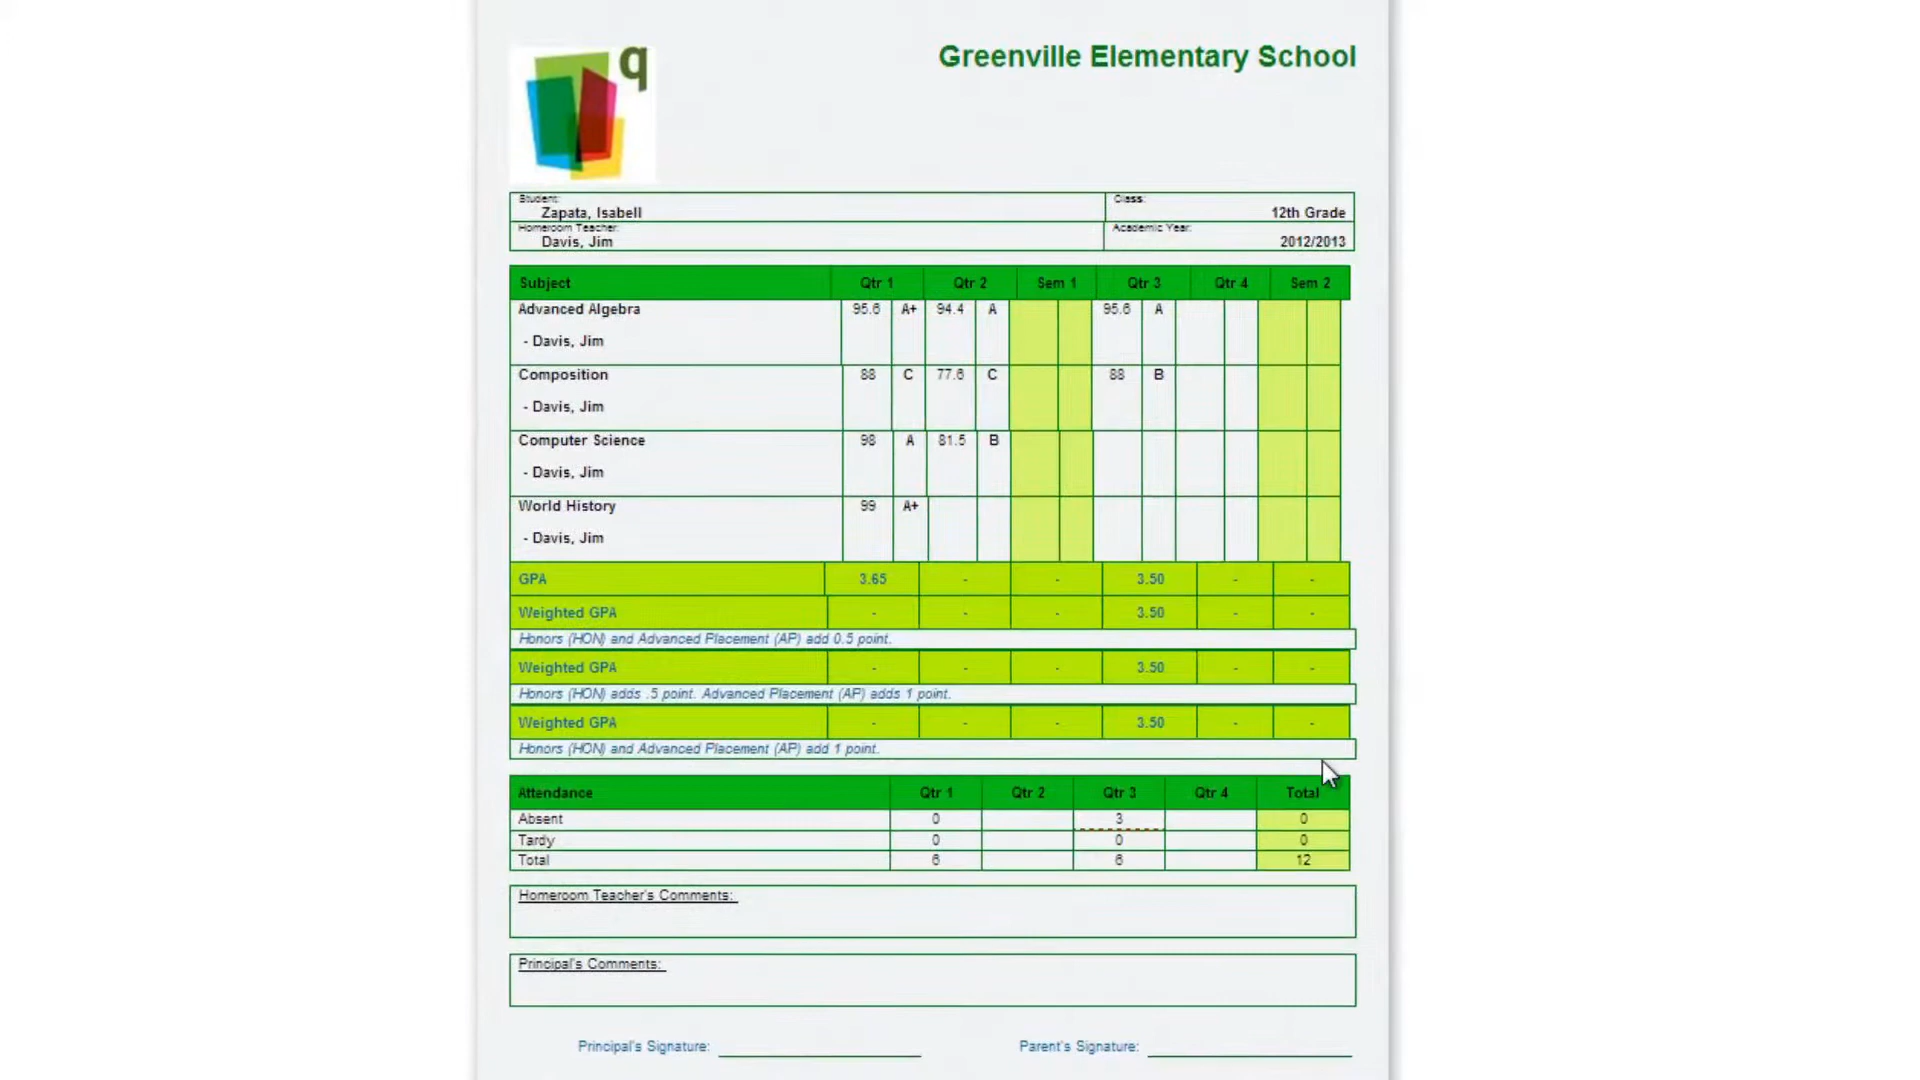 q
Greenville Elementary School
Student: Class:
Zapata, Isabell 12th Grade
Homeroom Teacher: Academic Year:
Davis, Jim 2012/2013
Subject Qtr 1 Qtr 2 Sem 1 Qtr 3 Qtr 4 Sem 2
Advanced Algebra 95.6 A+ 94.4 A 95.6 A
- Davis, Jim
Composition 88 C 77.6 C 88 B
- Davis, Jim
Computer Science 98 A 81.5 B
- Davis, Jim
World History 99 A+
- Davis, Jim
GPA 3.65 - - 3.50 - -
Weighted GPA - - - 3.50 - -
Honors (HON) and Advanced Placement (AP) add 0.5 point.
Weighted GPA - - - 3.50 - -
Honors (HON) adds .5 point. Advanced Placement (AP) adds 1 point.
Weighted GPA - - - 3.50 - -
Honors (HON) and Advanced Placement (AP) add 1 point.
Attendance Qtr 1 Qtr 2 Qtr 3 Qtr 4 Total
Absent 0 3 0
Tardy 0 0 0
Total 6 6 12
Homeroom Teacher's Comments:
Principal's Comments:
Principal's Signature: Parent's Signature: